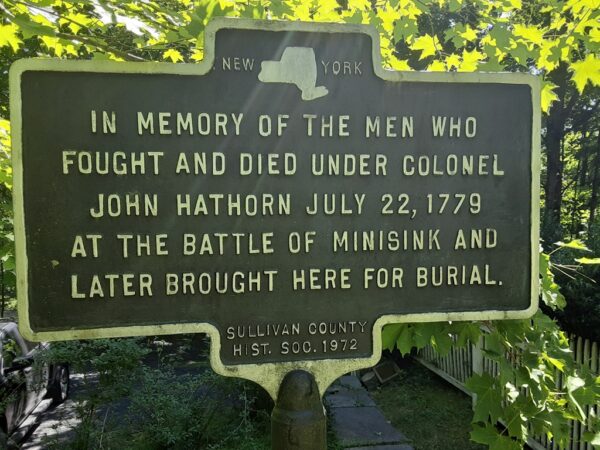 NEW YORK
IN MEMORY OF THE MEN WHO
FOUGHT AND DIED UNDER COLONEL
JOHN HATHORN JULY 22, 1779
AT THE BATTLE OF MINISINK AND
LATER BROUGHT HERE FOR BURIAL.
SULLIVAN COUNTY
HIST. SOC. 1972